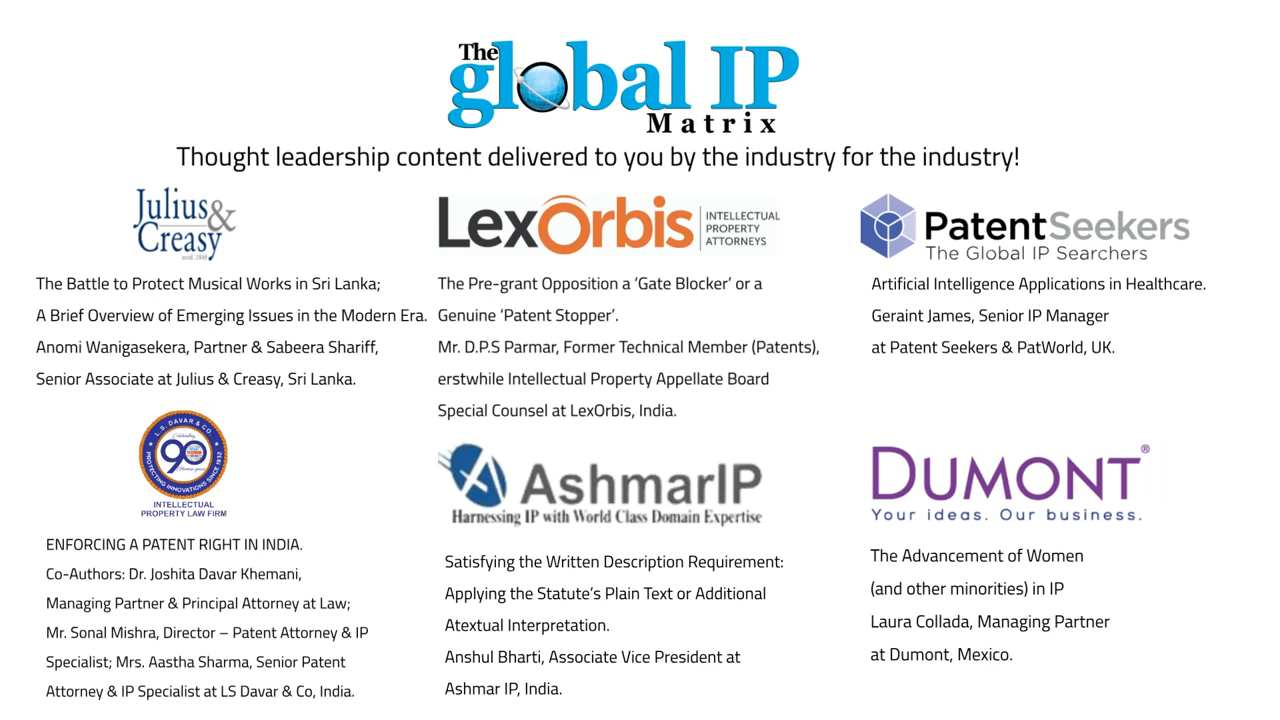 The
global IP
Matrix
Thought leadership content delivered to you by the industry for the industry!
Julius &
Creasy
estd. 1848
The Battle to Protect Musical Works in Sri Lanka;
A Brief Overview of Emerging Issues in the Modern Era.
Anomi Wanigasekera, Partner & Sabeera Shariff,
Senior Associate at Julius & Creasy, Sri Lanka.
LexOrbis
INTELLECTUAL
PROPERTY
ATTORNEYS
The Pre-grant Opposition a ‘Gate Blocker’ or a
Genuine ‘Patent Stopper’.
Mr. D.P.S Parmar, Former Technical Member (Patents),
erstwhile Intellectual Property Appellate Board
Special Counsel at LexOrbis, India.
PatentSeekers
The Global IP Searchers
Artificial Intelligence Applications in Healthcare.
Geraint James, Senior IP Manager
at Patent Seekers & PatWorld, UK.
L. S. DAVAR & CO.
Celebrating
90
PROTECTING INNOVATIONS SINCE 1932
INTELLECTUAL
PROPERTY LAW FIRM
ENFORCING A PATENT RIGHT IN INDIA.
Co-Authors: Dr. Joshita Davar Khemani,
Managing Partner & Principal Attorney at Law;
Mr. Sonal Mishra, Director – Patent Attorney & IP
Specialist; Mrs. Aastha Sharma, Senior Patent
Attorney & IP Specialist at LS Davar & Co, India.
AshmarIP
Harnessing IP with World Class Domain Expertise
Satisfying the Written Description Requirement:
Applying the Statute’s Plain Text or Additional
Atextual Interpretation.
Anshul Bharti, Associate Vice President at
Ashmar IP, India.
DUMONT®
Your ideas. Our business.
The Advancement of Women
(and other minorities) in IP
Laura Collada, Managing Partner
at Dumont, Mexico.